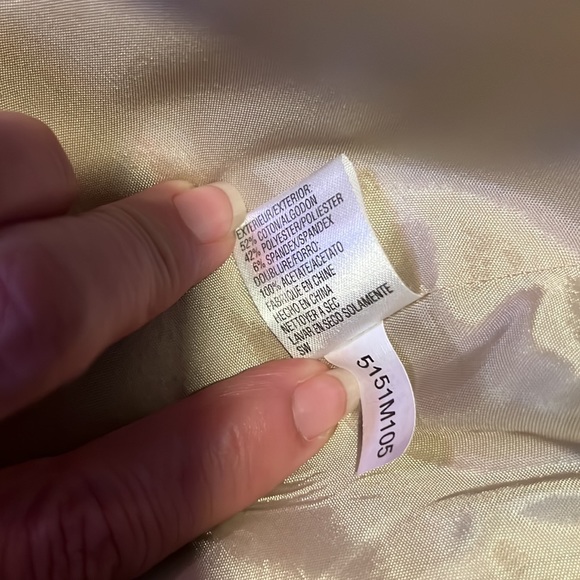 EXTERIEUR/EXTERIOR:
52% COTON/ALGODON
42% POLYESTER/POLIESTER
6% SPANDEX/SPANDEX
DOUBLURE/FORRO:
100% ACETATE/ACETATO
FABRIQUE EN CHINE
HECHO EN CHINA
NETTOYER A SEC
LAVAR EN SECO SOLAMENTE
SW
5151M105